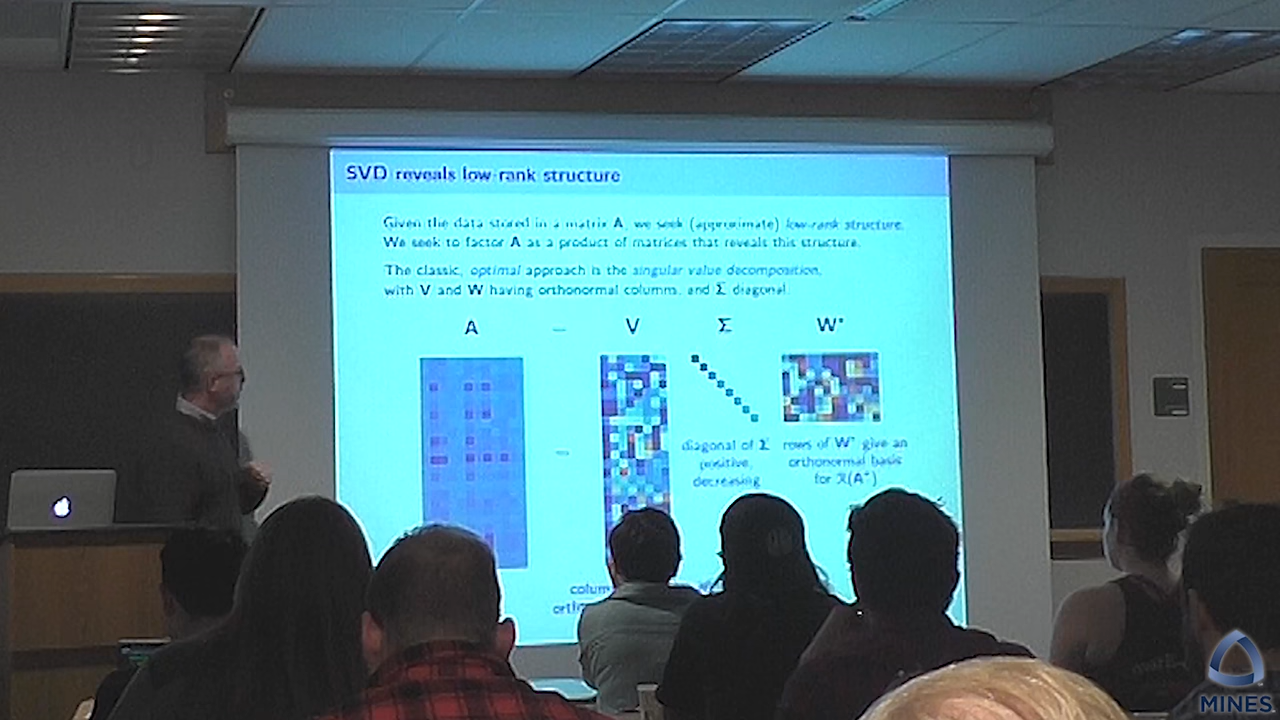 SVD reveals low-rank structure
Given the data stored in a matrix A, we seek (approximate) low-rank structure.
We seek to factor A as a product of matrices that reveals this structure.
The classic, optimal approach is the singular value decomposition,
with V and W having orthonormal columns, and Σ diagonal.
A = V Σ W*
=
diagonal of Σ
positive,
decreasing
rows of W* give an
orthonormal basis
for R(A*)
MINES